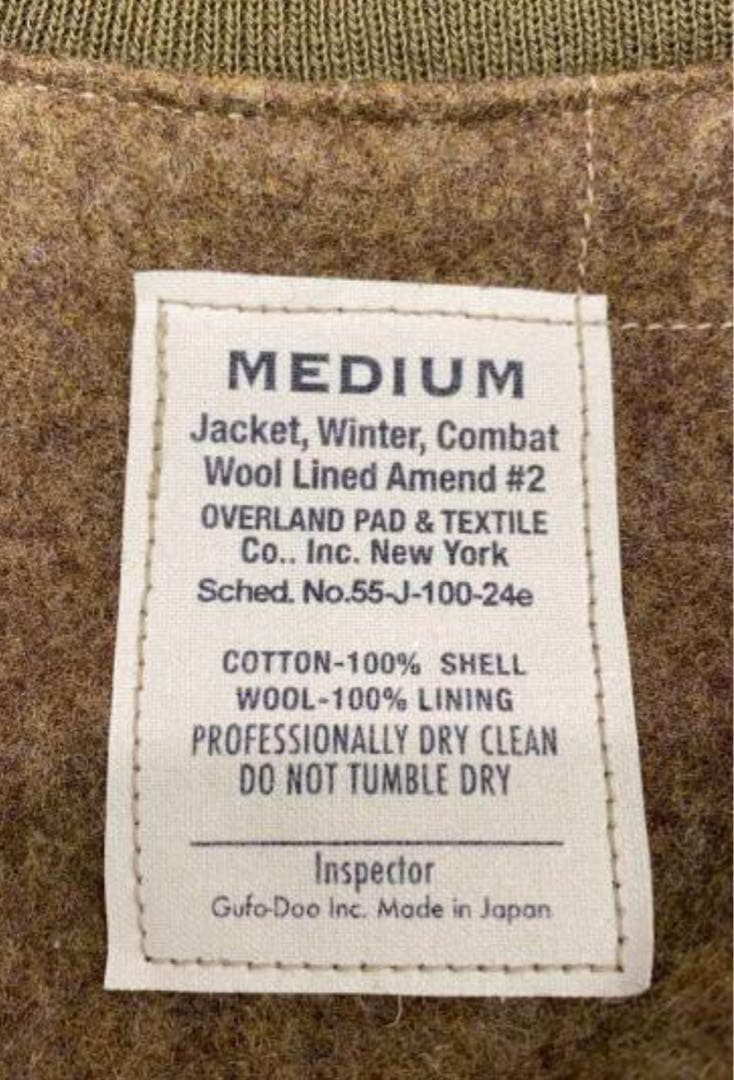 MEDIUM
Jacket, Winter, Combat
Wool Lined Amend #2
OVERLAND PAD & TEXTILE
Co.. Inc. New York
Sched. No.55-J-100-24e
COTTON-100% SHELL
WOOL-100% LINING
PROFESSIONALLY DRY CLEAN
DO NOT TUMBLE DRY
Inspector
Gufo-Doo Inc. Made in Japan